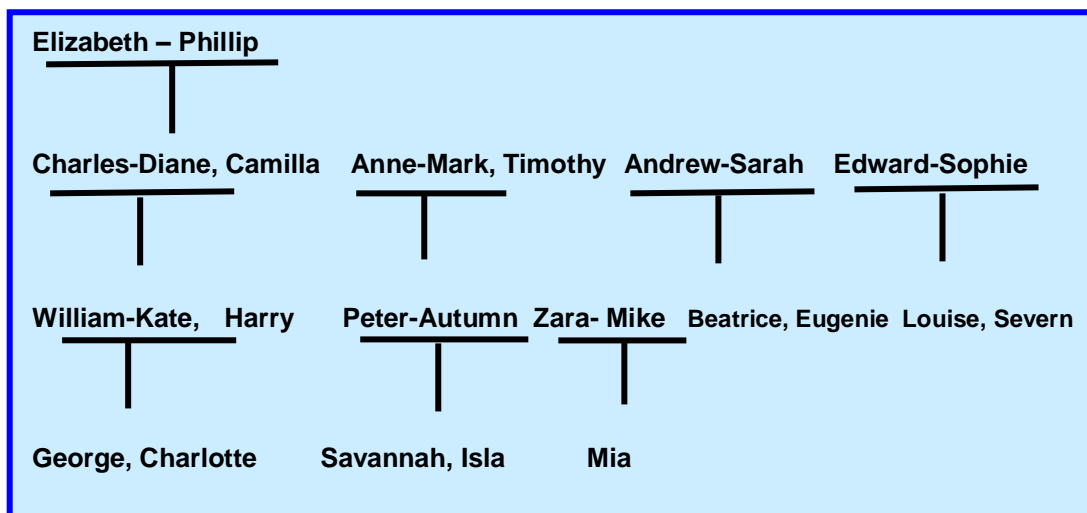 Elizabeth – Phillip
Charles-Diane, Camilla Anne-Mark, Timothy Andrew-Sarah Edward-Sophie
William-Kate, Harry Peter-Autumn Zara- Mike Beatrice, Eugenie Louise, Severn
George, Charlotte Savannah, Isla Mia